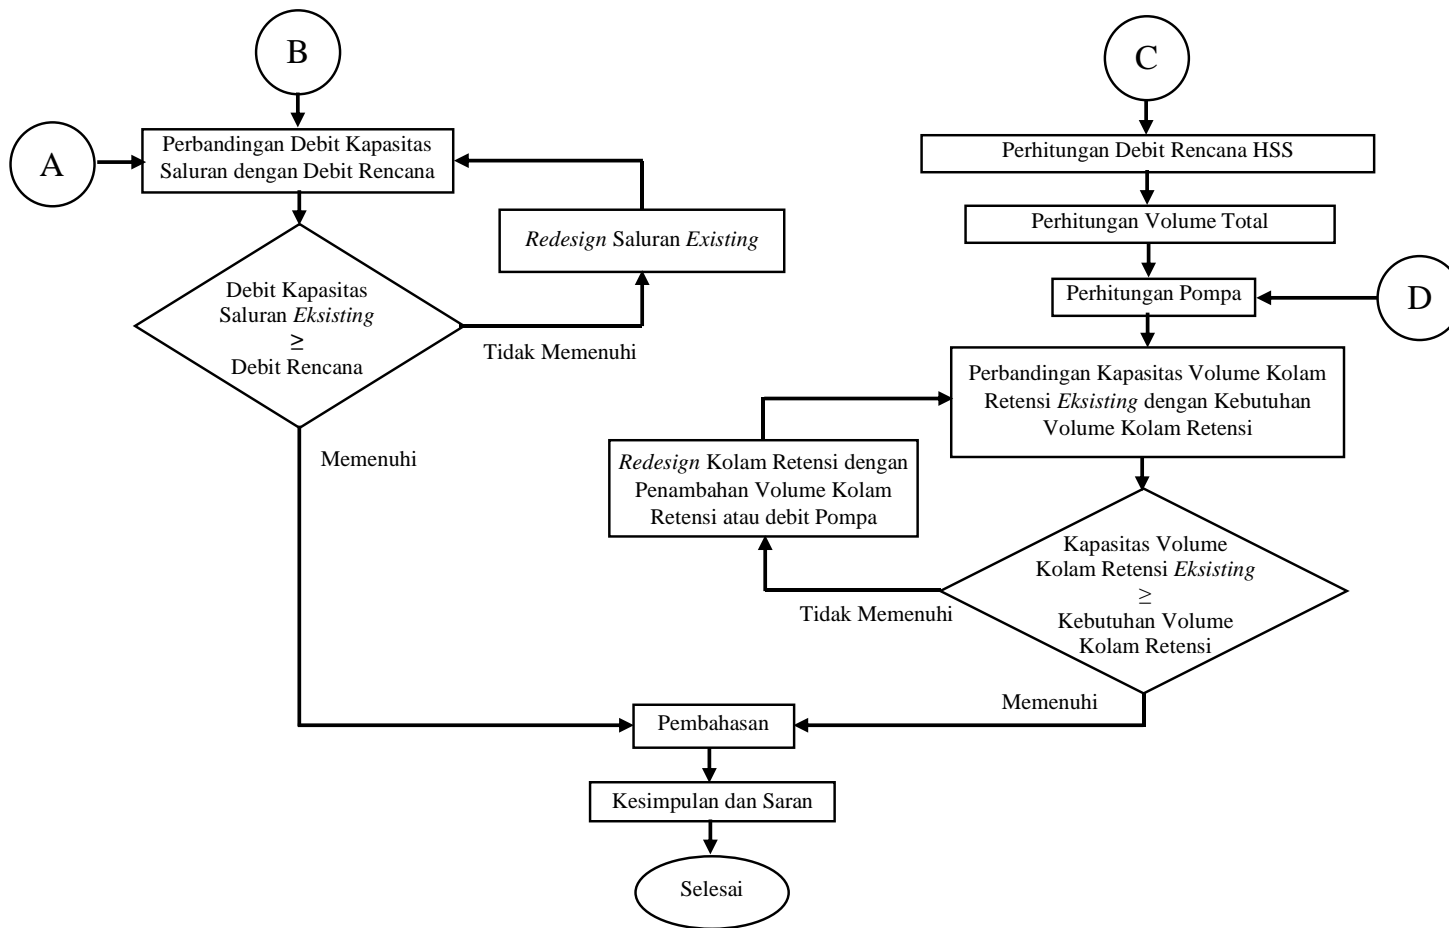 B
A
Perbandingan Debit Kapasitas
Saluran dengan Debit Rencana
Redesign Saluran Existing
Debit Kapasitas
Saluran Eksisting
≥
Debit Rencana
Tidak Memenuhi
Memenuhi
C
Perhitungan Debit Rencana HSS
Perhitungan Volume Total
Perhitungan Pompa
D
Perbandingan Kapasitas Volume Kolam
Retensi Eksisting dengan Kebutuhan
Volume Kolam Retensi
Redesign Kolam Retensi dengan
Penambahan Volume Kolam
Retensi atau debit Pompa
Kapasitas Volume
Kolam Retensi Eksisting
≥
Kebutuhan Volume
Kolam Retensi
Tidak Memenuhi
Memenuhi
Pembahasan
Kesimpulan dan Saran
Selesai